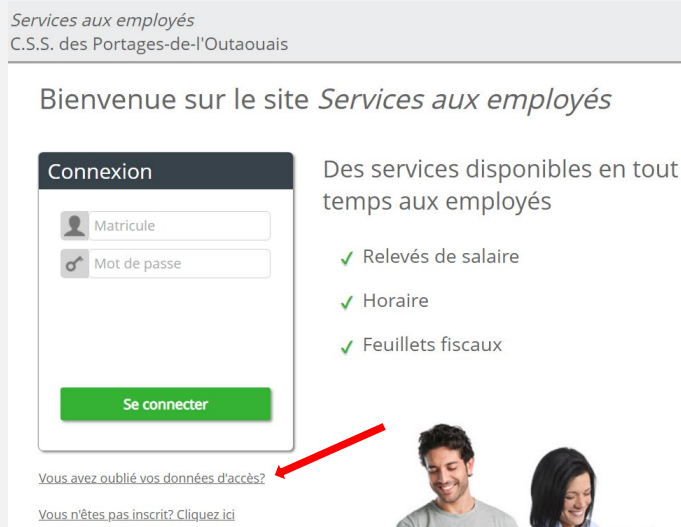 Services aux employés
C.S.S. des Portages-de-l'Outaouais
Bienvenue sur le site Services aux employés
Connexion
Matricule
Mot de passe
Se connecter
Vous avez oublié vos données d'accès?
Vous n'êtes pas inscrit? Cliquez ici
Des services disponibles en tout
temps aux employés
Relevés de salaire
Horaire
Feuillets fiscaux